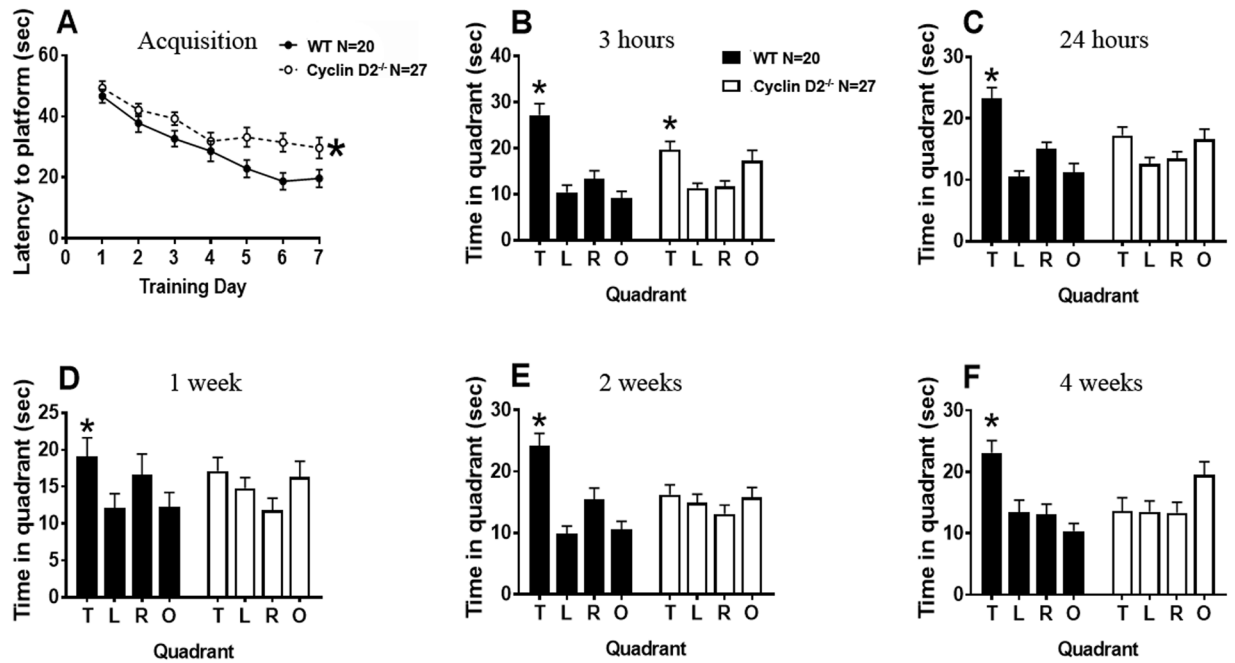 A
Acquisition
WT N=20
Cyclin D2-/- N=27
Latency to platform (sec)
60
40
20
0
0 1 2 3 4 5 6 7
*
Training Day
B
3 hours
WT N=20
Cyclin D2-/- N=27
Time in quadrant (sec)
40
30
20
10
0
* *
T L R O T L R O
Quadrant
C
24 hours
Time in quadrant (sec)
30
20
10
0
*
T L R O T L R O
Quadrant
D
1 week
Time in quadrant (sec)
25
20
15
10
5
0
*
T L R O T L R O
Quadrant
E
2 weeks
Time in quadrant (sec)
30
20
10
0
*
T L R O T L R O
Quadrant
F
4 weeks
Time in quadrant (sec)
30
20
10
0
*
T L R O T L R O
Quadrant